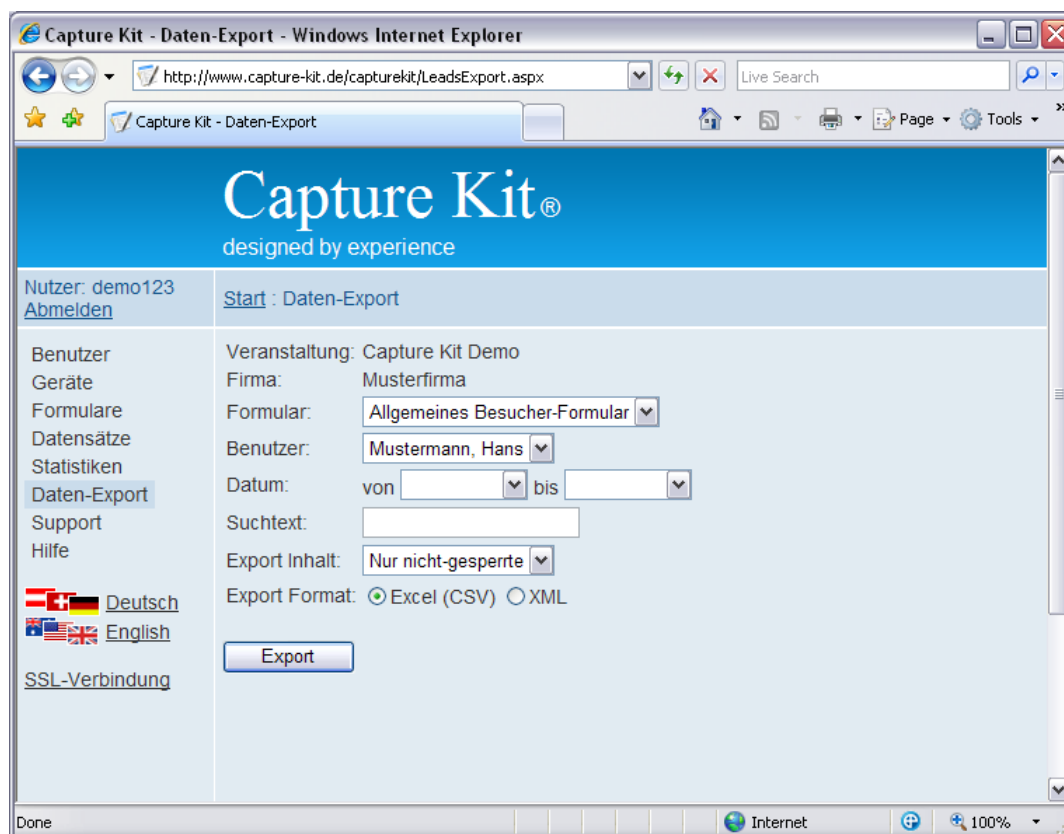 Capture Kit - Daten-Export - Windows Internet Explorer
http://www.capture-kit.de/capturekit/LeadsExport.aspx
Live Search
Capture Kit - Daten-Export
Page
Tools
»
Capture Kit®
designed by experience
Nutzer: demo123
Abmelden
Start : Daten-Export
Benutzer
Geräte
Formulare
Datensätze
Statistiken
Daten-Export
Support
Hilfe
Deutsch
English
SSL-Verbindung
Veranstaltung: Capture Kit Demo
Firma: Musterfirma
Formular: Allgemeines Besucher-Formular
Benutzer: Mustermann, Hans
Datum: von bis
Suchtext:
Export Inhalt: Nur nicht-gesperrte
Export Format: Excel (CSV) XML
Export
Done
Internet
100%